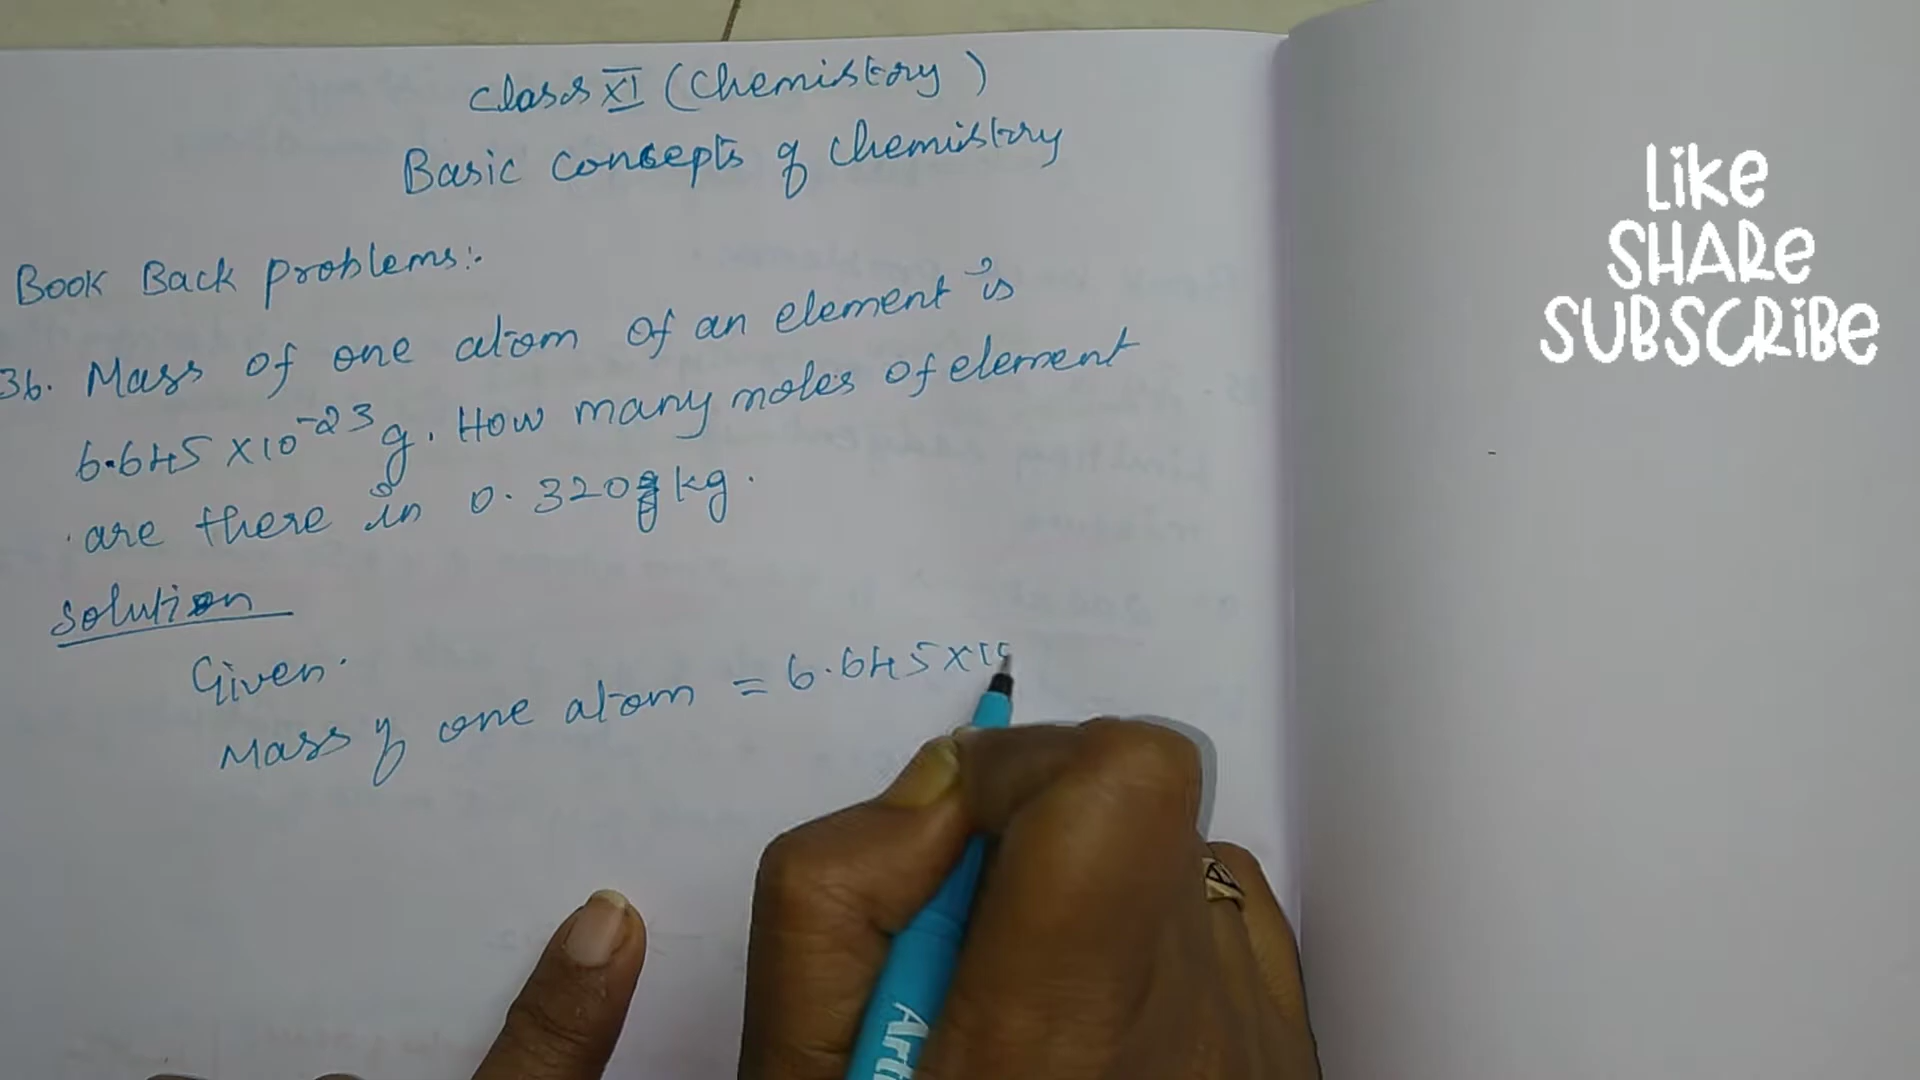 Class XI (Chemistry)
Basic concepts of chemistry
Book Back problems:-
36. Mass of one atom of an element is
6.645 x 10⁻²³ g. How many moles of element
are there in 0.320 kg.
Solution
Given.
Mass of one atom = 6.645 x 10
LIKE
SHARE
SUBSCRIBE